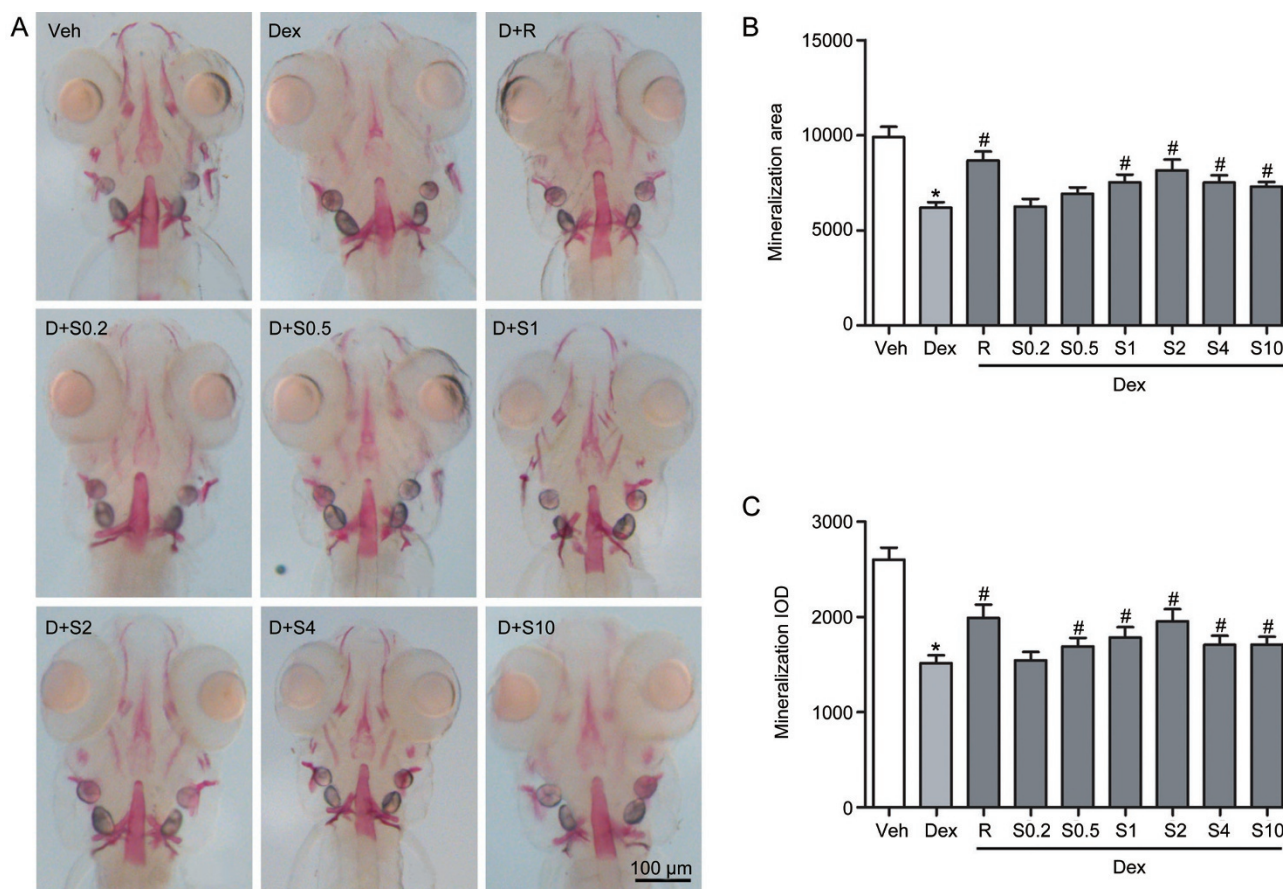 A
Veh
Dex
D+R
D+S0.2
D+S0.5
D+S1
D+S2
D+S4
D+S10
100 µm
B
Mineralization area
15000
10000
5000
0
*
#
#
#
#
#
Veh Dex R S0.2 S0.5 S1 S2 S4 S10
Dex
C
Mineralization IOD
3000
2000
1000
0
*
#
#
#
#
#
#
Veh Dex R S0.2 S0.5 S1 S2 S4 S10
Dex